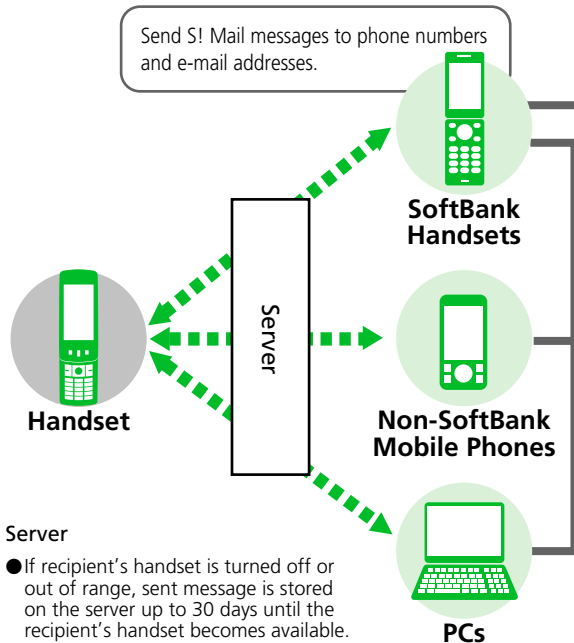 Send S! Mail messages to phone numbers
and e-mail addresses.
SoftBank
Handsets
Server
Handset
Non-SoftBank
Mobile Phones
Server
●If recipient's handset is turned off or
out of range, sent message is stored
on the server up to 30 days until the
recipient's handset becomes available.
PCs